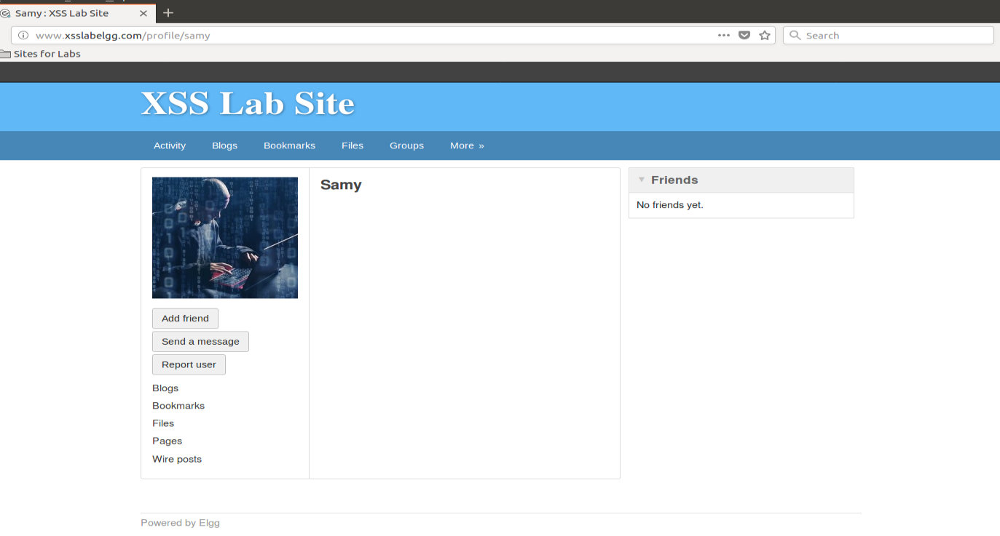 Samy : XSS Lab Site
www.xsslabelgg.com/profile/samy
Search
Sites for Labs
XSS Lab Site
Activity Blogs Bookmarks Files Groups More »
Samy
Friends
No friends yet.
Add friend
Send a message
Report user
Blogs
Bookmarks
Files
Pages
Wire posts
Powered by Elgg